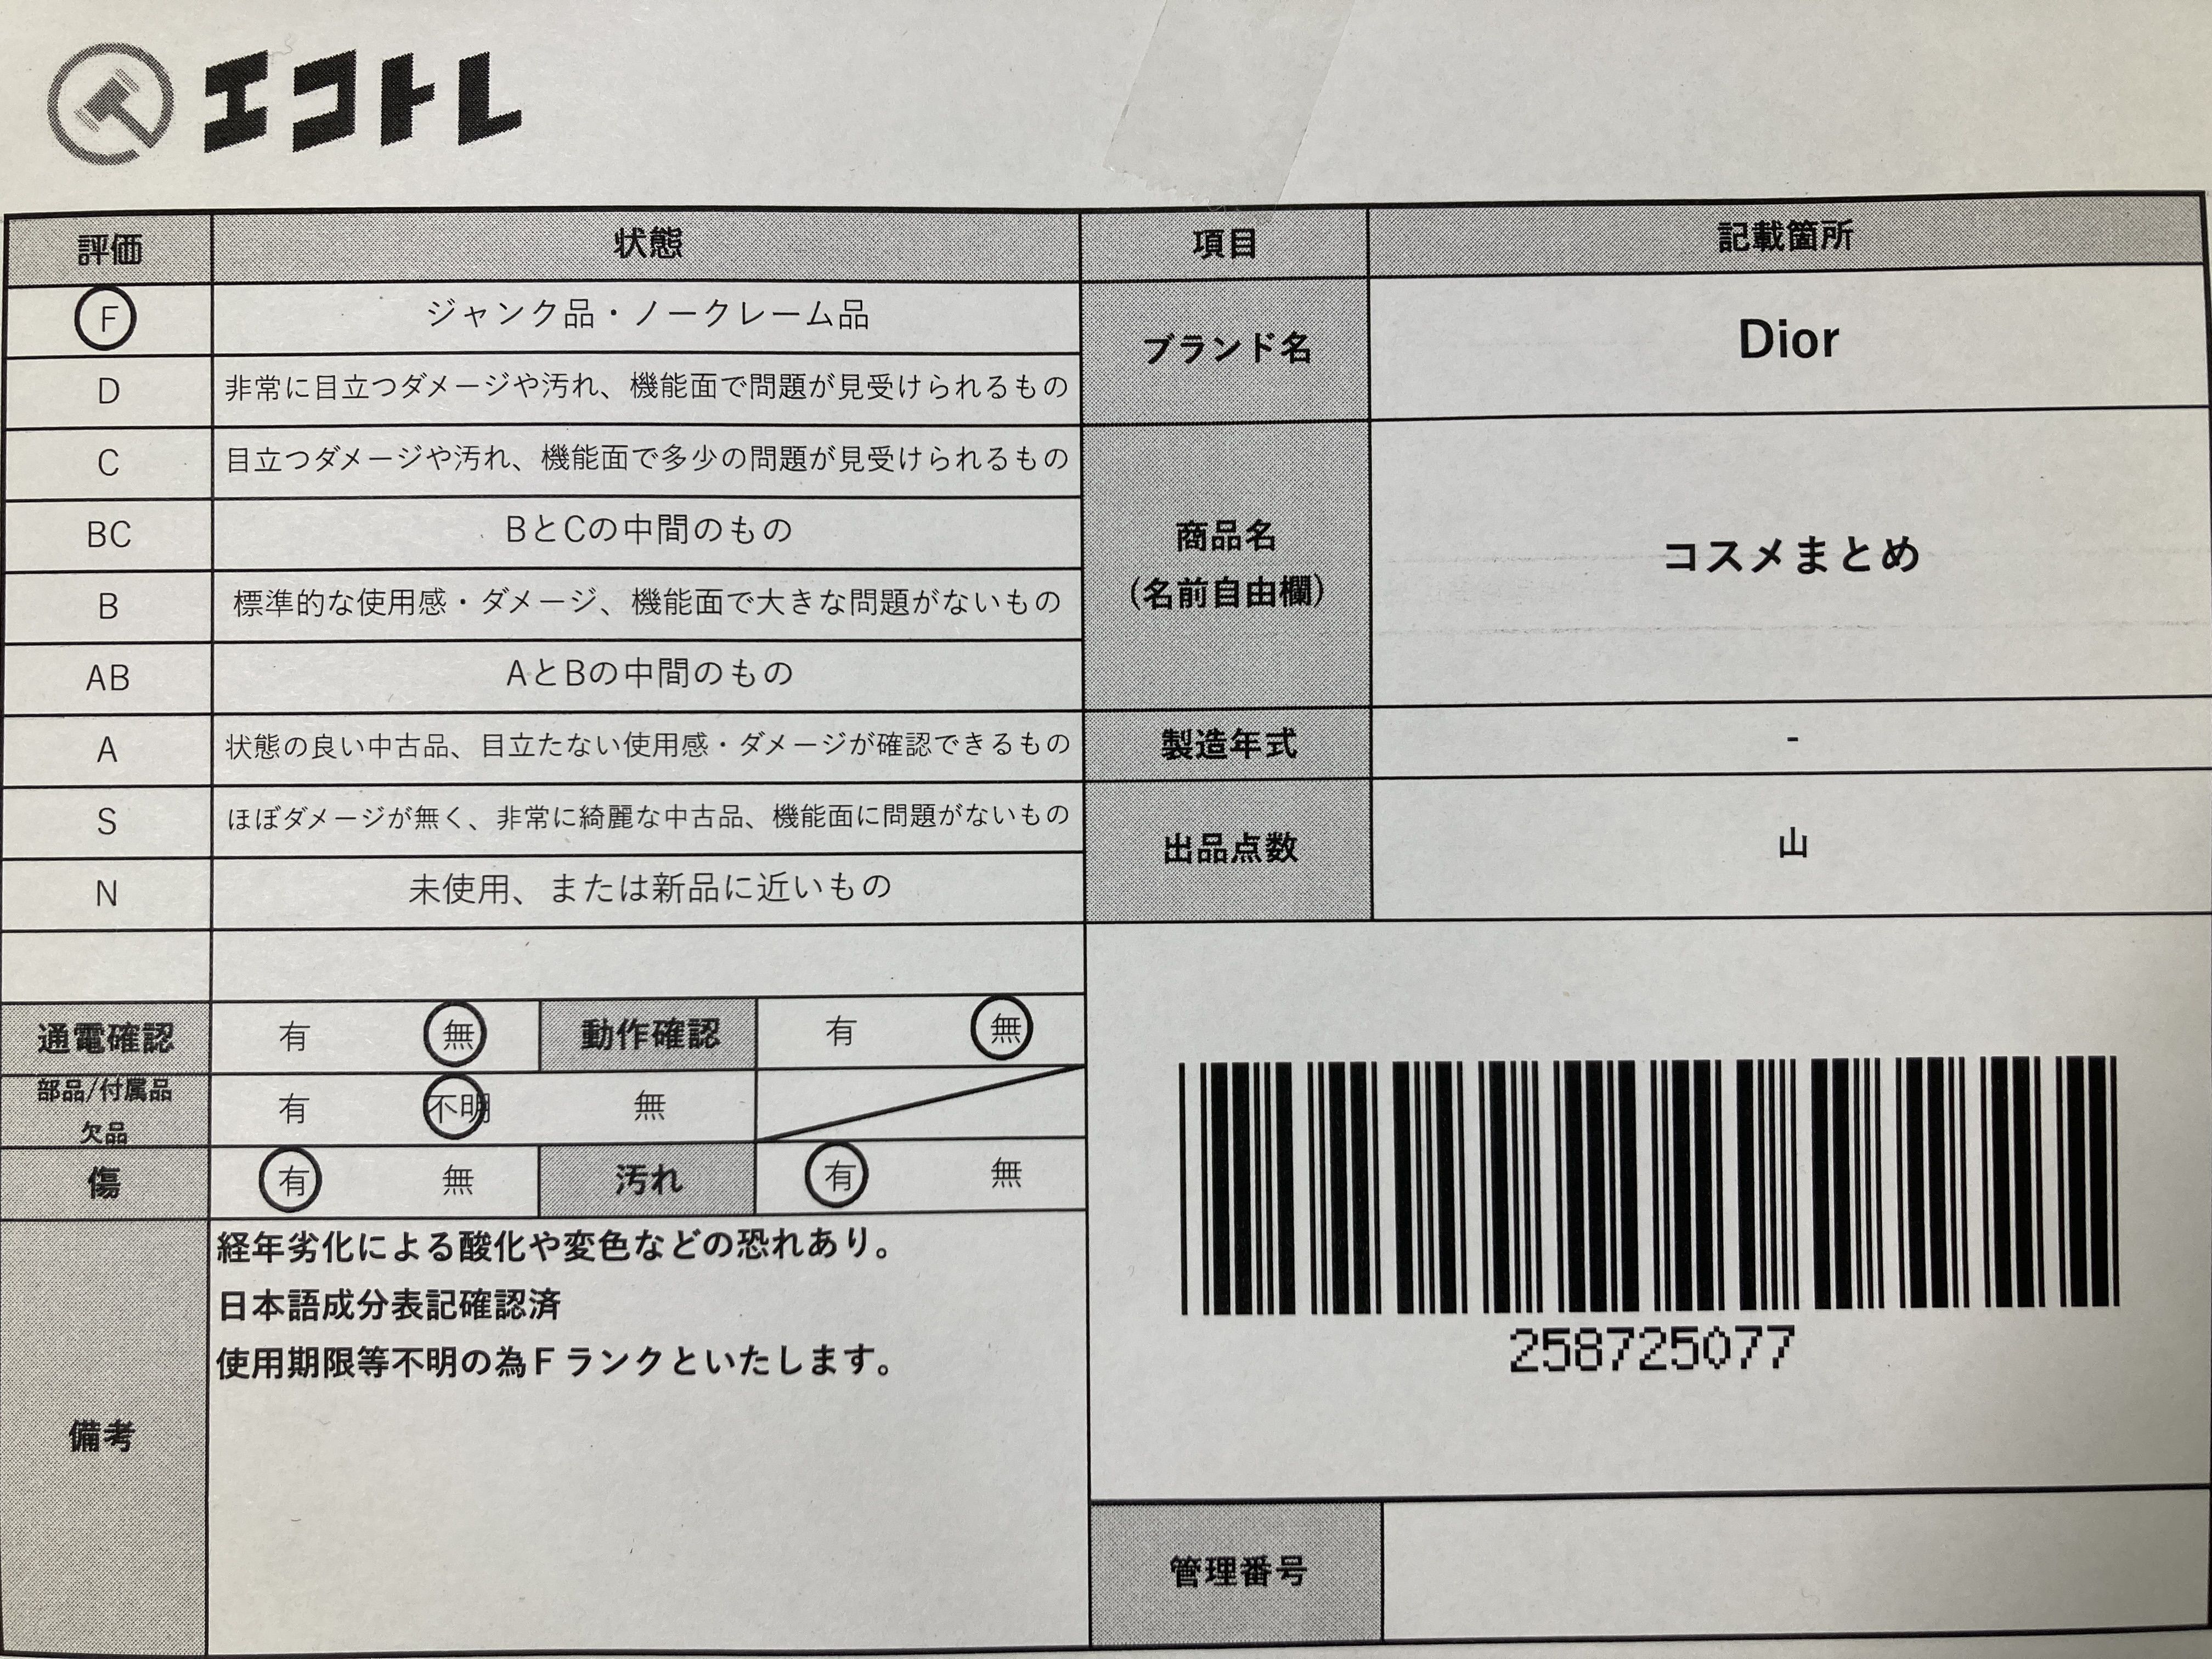 エコトレ
評価 状態 項目 記載箇所
F ジャンク品・ノークレーム品
D 非常に目立つダメージや汚れ、機能面で問題が見受けられるもの
ブランド名 Dior
C 目立つダメージや汚れ、機能面で多少の問題が見受けられるもの
BC BとCの中間のもの
B 標準的な使用感・ダメージ、機能面で大きな問題がないもの
AB AとBの中間のもの
商品名
(名前自由欄)
コスメまとめ
A 状態の良い中古品、目立たない使用感・ダメージが確認できるもの
製造年式 -
S ほぼダメージが無く、非常に綺麗な中古品、機能面に問題がないもの
N 未使用、または新品に近いもの
出品点数 山
通電確認 有 無 動作確認 有 無
部品/付属品
欠品
有 不明 無
傷 有 無 汚れ 有 無
備考
経年劣化による酸化や変色などの恐れあり。
日本語成分表記確認済
使用期限等不明の為Fランクといたします。
258725077
管理番号